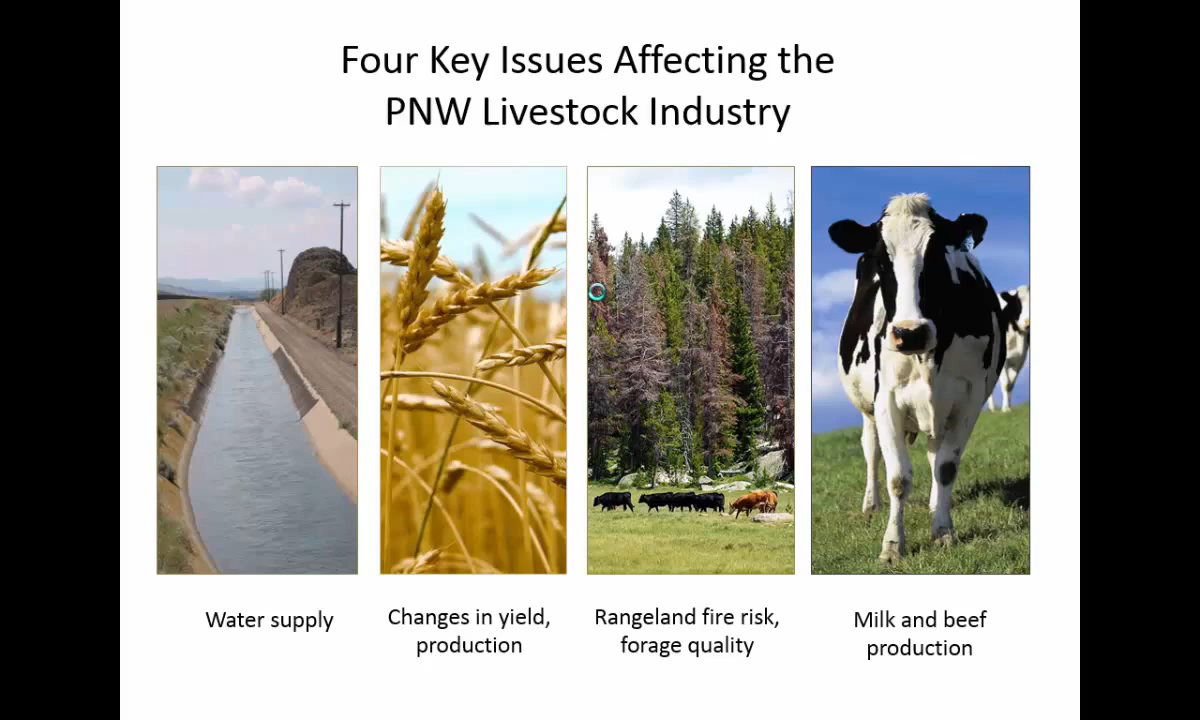 Four Key Issues Affecting the
PNW Livestock Industry
Water supply
Changes in yield,
production
Rangeland fire risk,
forage quality
Milk and beef
production